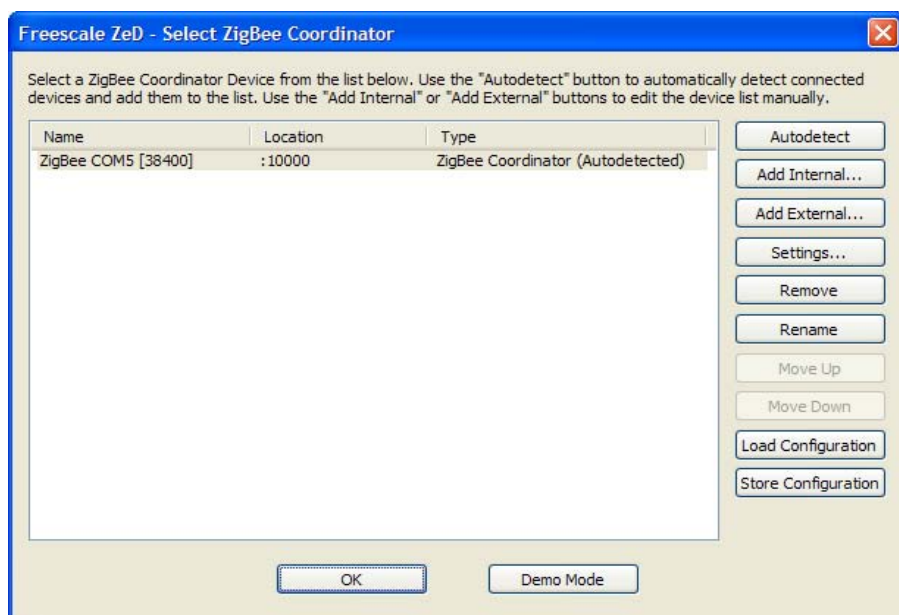 Freescale ZeD - Select ZigBee Coordinator
Select a ZigBee Coordinator Device from the list below. Use the "Autodetect" button to automatically detect connected
devices and add them to the list. Use the "Add Internal" or "Add External" buttons to edit the device list manually.
Name Location Type
ZigBee COM5 [38400] :10000 ZigBee Coordinator (Autodetected)
Autodetect
Add Internal...
Add External...
Settings...
Remove
Rename
Move Up
Move Down
Load Configuration
Store Configuration
OK Demo Mode